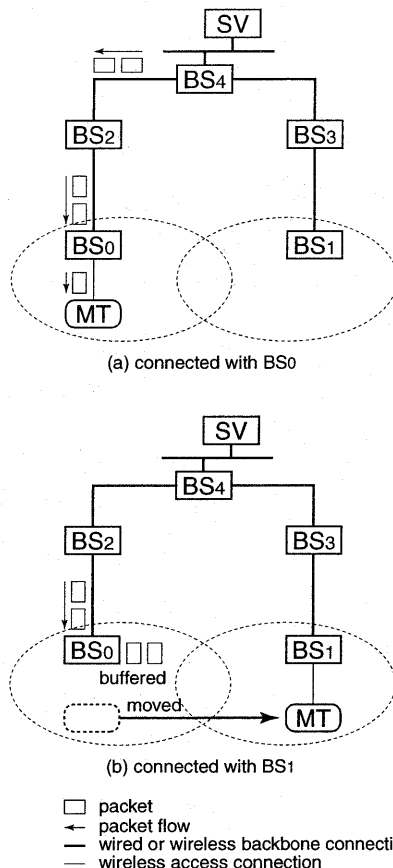 SV
BS4
BS2
BS3
BS0
BS1
MT
(a) connected with BS0
SV
BS4
BS2
BS3
BS0
BS1
buffered
moved
MT
(b) connected with BS1
packet
packet flow
wired or wireless backbone connecti
wireless access connection